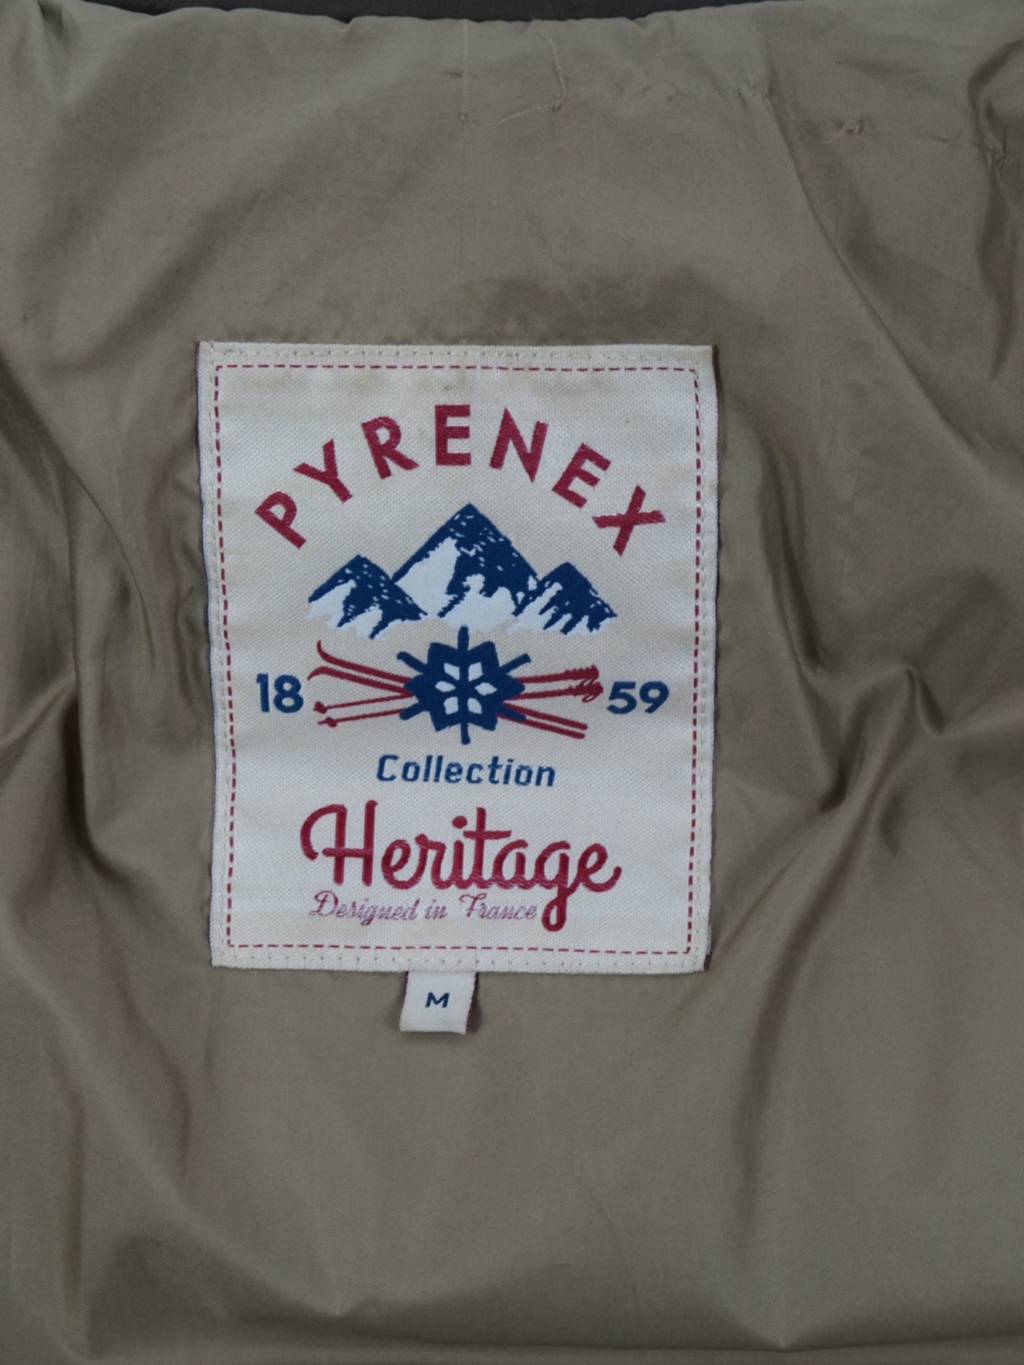 PYRENEX
18 59
Collection
Heritage
Designed in France
M